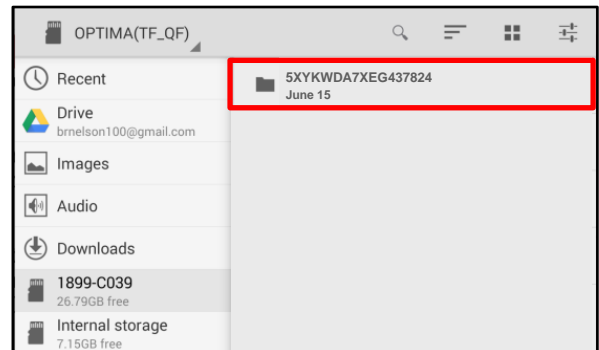 OPTIMA(TF_QF)
Recent
Drive
brnelson100@gmail.com
Images
Audio
Downloads
1899-C039
26.79GB free
Internal storage
7.15GB free
5XYKWDA7XEG437824
June 15